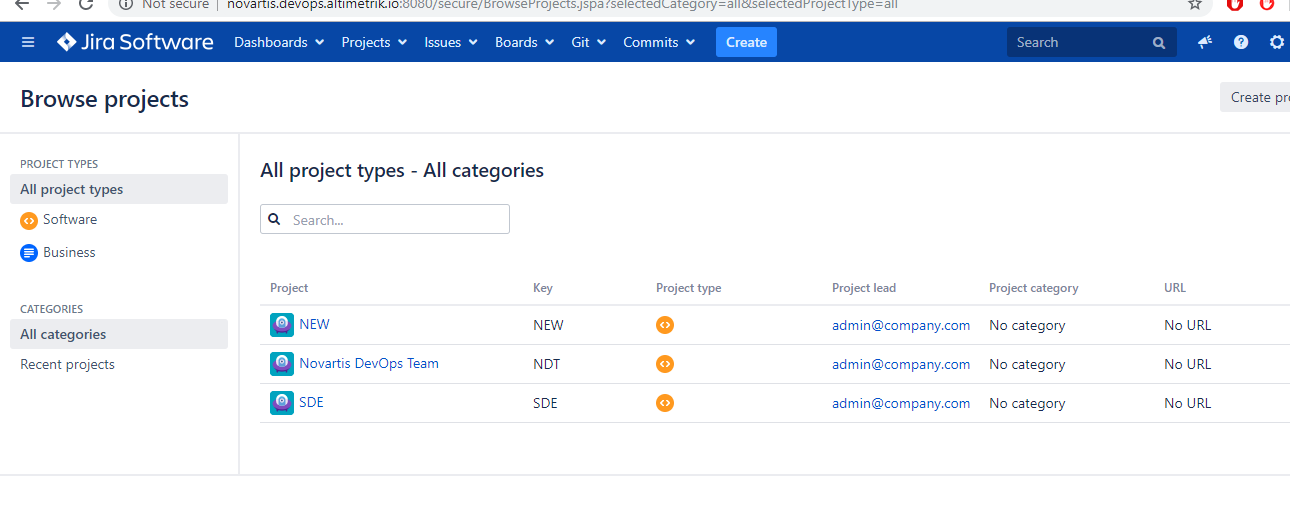 Not secure | novartis.devops.altimetrik.io:8080/secure/BrowseProjects.jspa?selectedCategory=all&selectedProjectType=all
Jira Software Dashboards Projects Issues Boards Git Commits Create Search
Browse projects
Create pro
PROJECT TYPES
All project types
Software
Business
CATEGORIES
All categories
Recent projects
All project types - All categories
Search...
Project Key Project type Project lead Project category URL
NEW NEW admin@company.com No category No URL
Novartis DevOps Team NDT admin@company.com No category No URL
SDE SDE admin@company.com No category No URL